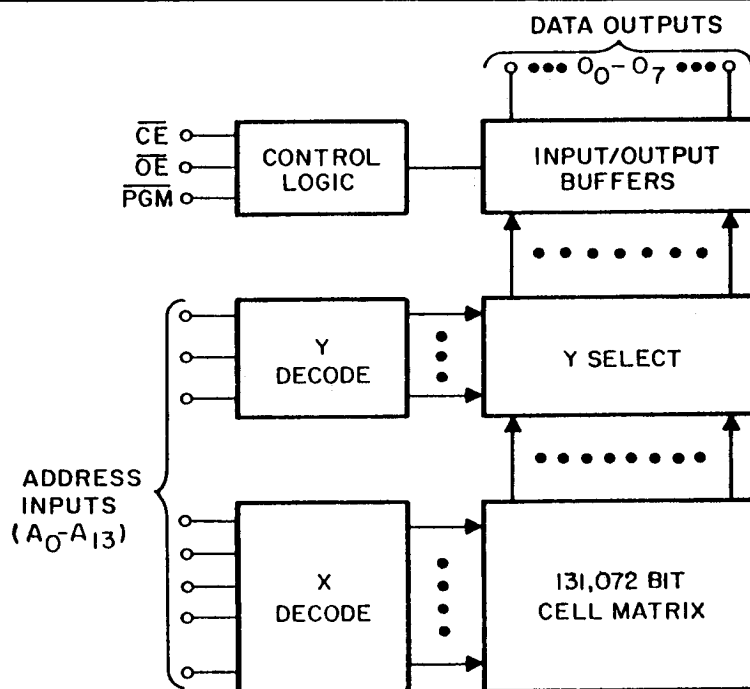 DATA OUTPUTS
O0-O7
CE
OE
PGM
CONTROL
LOGIC
INPUT/OUTPUT
BUFFERS
Y
DECODE
Y SELECT
ADDRESS
INPUTS
(A0-A13)
X
DECODE
131,072 BIT
CELL MATRIX